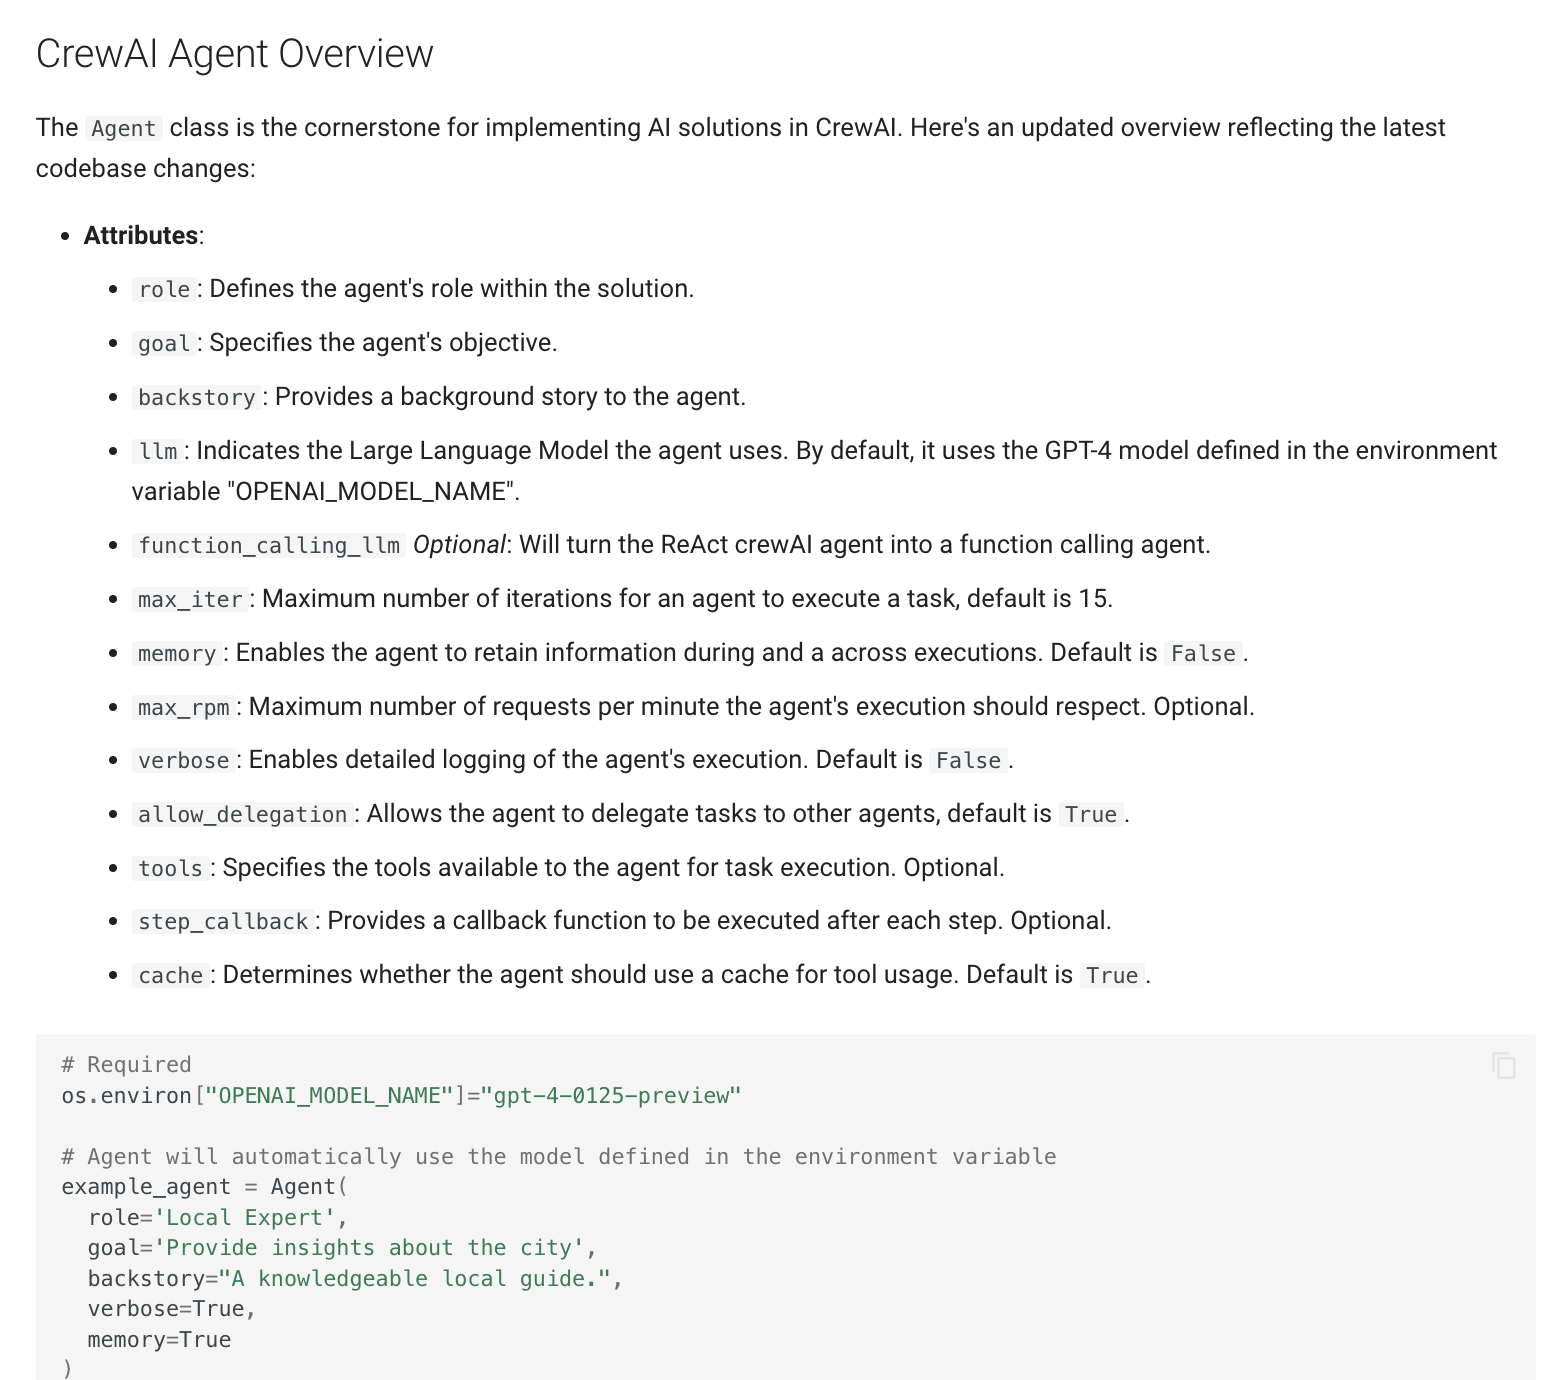 CrewAI Agent Overview
The Agent class is the cornerstone for implementing AI solutions in CrewAI. Here's an updated overview reflecting the latest
codebase changes:
• Attributes:
• role: Defines the agent's role within the solution.
• goal: Specifies the agent's objective.
• backstory: Provides a background story to the agent.
• llm: Indicates the Large Language Model the agent uses. By default, it uses the GPT-4 model defined in the environment
variable "OPENAI_MODEL_NAME".
• function_calling_llm Optional: Will turn the ReAct crewAI agent into a function calling agent.
• max_iter: Maximum number of iterations for an agent to execute a task, default is 15.
• memory: Enables the agent to retain information during and a across executions. Default is False.
• max_rpm: Maximum number of requests per minute the agent's execution should respect. Optional.
• verbose: Enables detailed logging of the agent's execution. Default is False.
• allow_delegation: Allows the agent to delegate tasks to other agents, default is True.
• tools: Specifies the tools available to the agent for task execution. Optional.
• step_callback: Provides a callback function to be executed after each step. Optional.
• cache: Determines whether the agent should use a cache for tool usage. Default is True.
# Required
os.environ["OPENAI_MODEL_NAME"]="gpt-4-0125-preview"

# Agent will automatically use the model defined in the environment variable
example_agent = Agent(
  role='Local Expert',
  goal='Provide insights about the city',
  backstory="A knowledgeable local guide.",
  verbose=True,
  memory=True
)